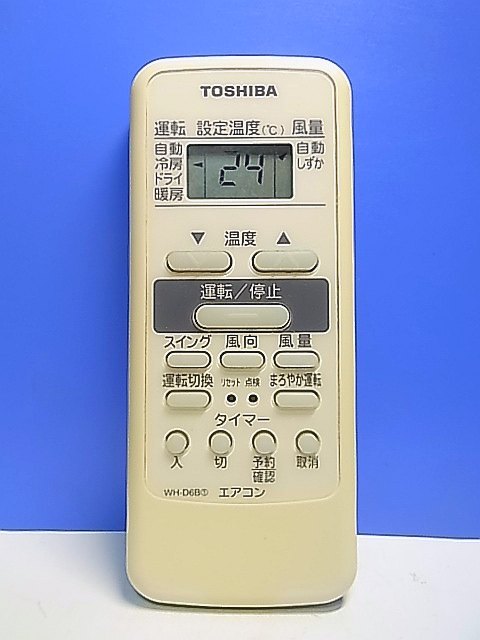 TOSHIBA
運転 設定温度(℃) 風量
自動 自動
冷房 24 しずか
ドライ
暖房
▼ 温度 ▲
運転/停止
スイング 風向 風量
運転切換 リセット 点検 まろやか運転
タイマー
入 切 予約 取消
確認
WH-D6B① エアコン